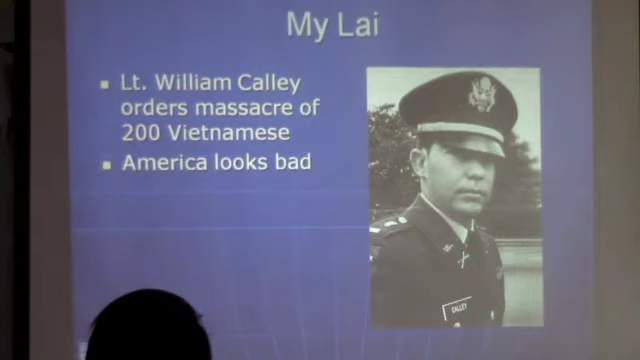 My Lai
Lt. William Calley
orders massacre of
200 Vietnamese
America looks bad
CALLEY